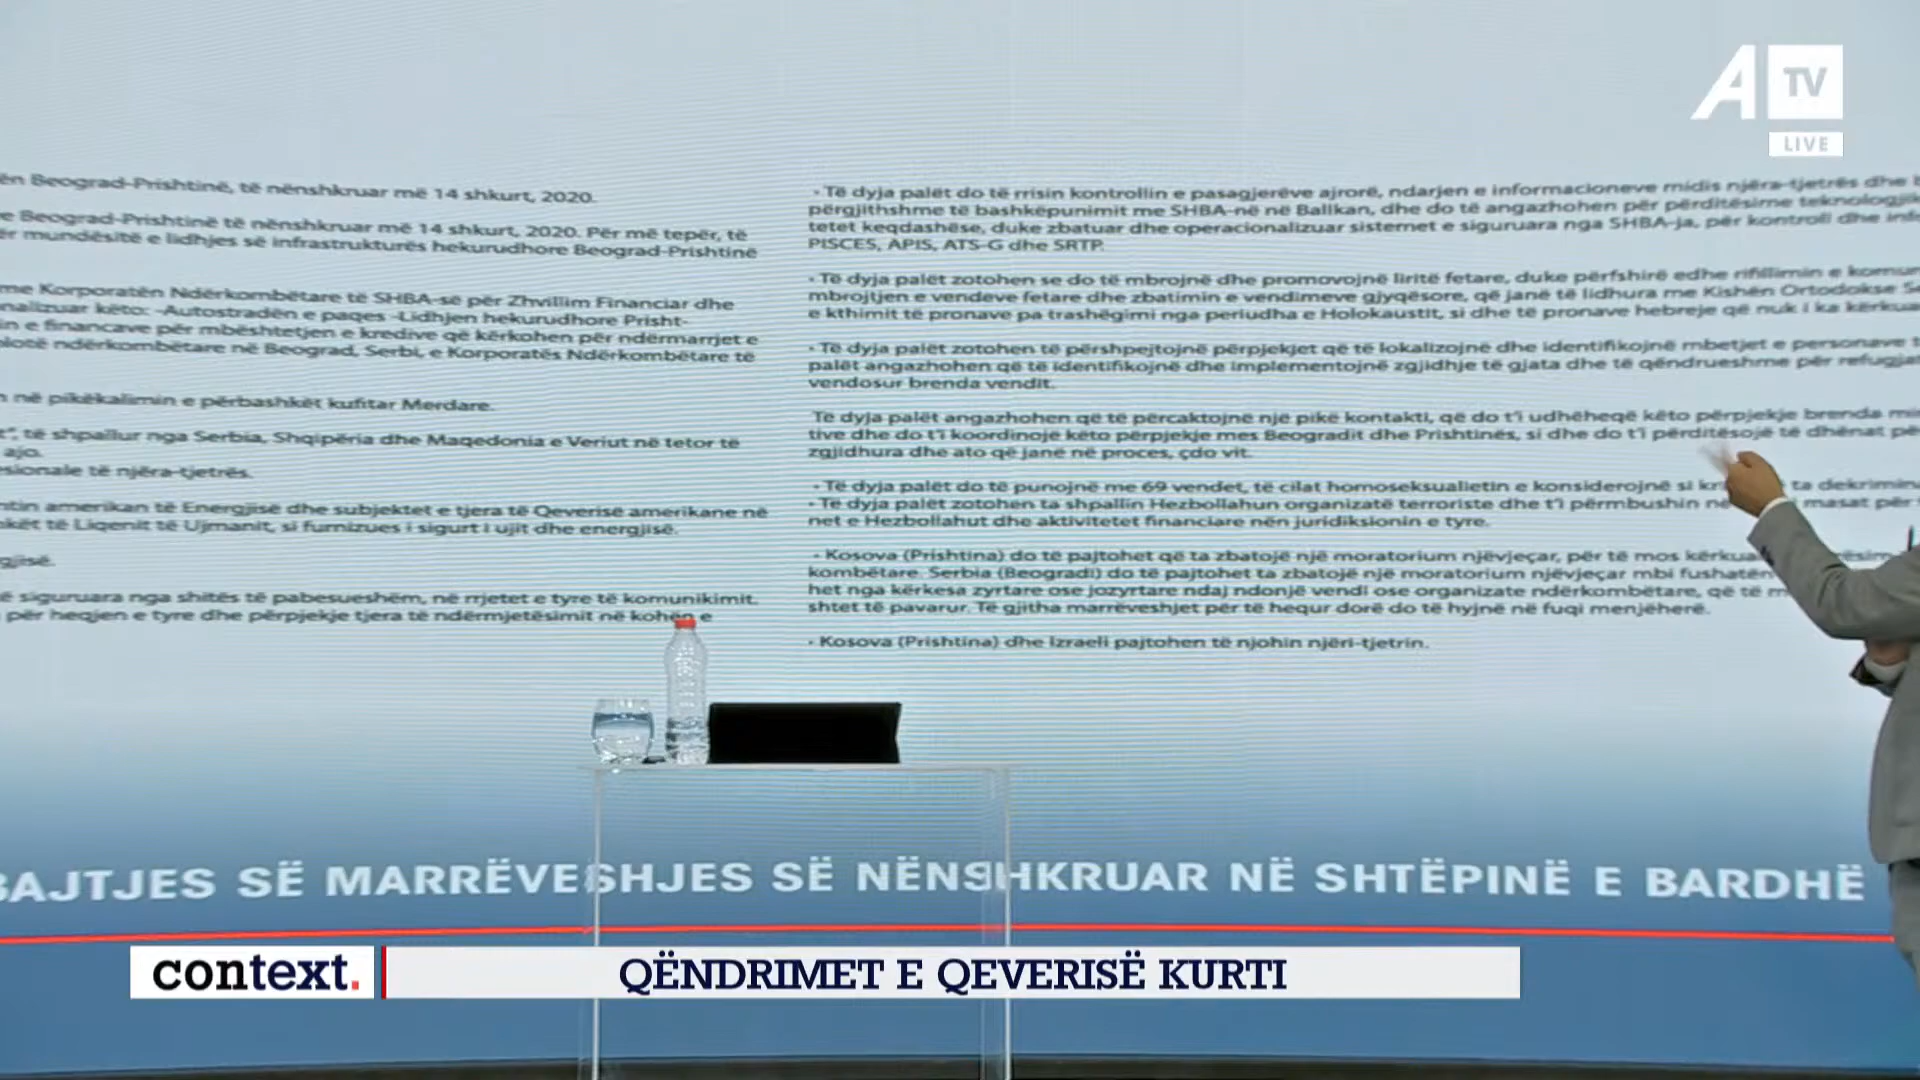 A TV
LIVE
ën Beograd-Prishtinë, të nënshkruar më 14 shkurt, 2020.
e Beograd-Prishtinë të nënshkruar më 14 shkurt, 2020. Për më tepër, të
ër mundësitë e lidhjes së infrastrukturës hekurudhore Beograd-Prishtinë
me Korporatën Ndërkombëtare të SHBA-së për Zhvillim Financiar dhe
nalizuar këto: -Autostradën e paqes -Lidhjen hekurudhore Prisht-
in e financave për mbështetjen e kredive që kërkohen për ndërmarrjet e
plotë ndërkombëtare në Beograd, Serbi, e Korporatës Ndërkombëtare të
n në pikëkalimin e përbashkët kufitar Merdare.
të shpallur nga Serbia, Shqipëria dhe Maqedonia e Veriut në tetor të
ajo.
esionale të njëra-tjetrës.
ntin amerikan të Energjisë dhe subjektet e tjera të Qeverisë amerikane në
hkët të Liqenit të Ujmanit, si furnizues i sigurt i ujit dhe energjisë.
gjisë.
ë siguruara nga shitës të pabesueshëm, në rrjetet e tyre të komunikimit.
për heqjen e tyre dhe përpjekje tjera të ndërmjetësimit në kohën e
- Të dyja palët do të rrisin kontrollin e pasagjerëve ajrorë, ndarjen e informacioneve midis njëra-tjetrës dhe
përgjithshme të bashkëpunimit me SHBA-në në Ballkan, dhe do të angazhohen për përditësime teknologjik
tetet keqdashëse, duke zbatuar dhe operacionalizuar sistemet e siguruara nga SHBA-ja, për kontroll dhe inf
PISCES, APIS, ATS-G dhe SRTP.
- Të dyja palët zotohen se do të mbrojnë dhe promovojnë liritë fetare, duke përfshirë edhe rifillimin e komun
mbrojtjen e vendeve fetare dhe zbatimin e vendimeve gjyqësore, që janë të lidhura me Kishën Ortodokse Se
e kthimit të pronave pa trashëgimi nga periudha e Holokaustit, si dhe të pronave hebreje që nuk i ka kërkua
- Të dyja palët zotohen të përshpejtojnë përpjekjet që të lokalizojnë dhe identifikojnë mbetjet e personave t
palët angazhohen që të identifikojnë dhe implementojnë zgjidhje të gjata dhe të qëndrueshme për refugjat
vendosur brenda vendit.
Të dyja palët angazhohen që të përcaktojnë një pikë kontakti, që do t'i udhëheqë këto përpjekje brenda min
tive dhe do t'i koordinojë këto përpjekje mes Beogradit dhe Prishtinës, si dhe do t'i përditësojë të dhënat pë
zgjidhura dhe ato që janë në proces, çdo vit.
- Të dyja palët do të punojnë me 69 vendet, të cilat homoseksualletin e konsiderojnë si kr ta dekrimin
- Të dyja palët zotohen ta shpallin Hezbollahun organizatë terroriste dhe t'i përmbushin në masat për
net e Hezbollahut dhe aktivitetet financiare nën juridiksionin e tyre.
- Kosova (Prishtina) do të pajtohet që ta zbatojë një moratorium njëvjeçar, për të mos kërkua
kombëtare. Serbia (Beogradi) do të pajtohet ta zbatojë një moratorium njëvjeçar mbi fushatën
het nga kërkesa zyrtare ose jozyrtare ndaj ndonjë vendi ose organizate ndërkombëtare, që të m
shtet të pavarur. Të gjitha marrëveshjet për të hequr dorë do të hyjnë në fuqi menjëherë.
- Kosova (Prishtina) dhe Izraeli pajtohen të njohin njëri-tjetrin.
BAJTJES SË MARRËVESHJES SË NËNSHKRUAR NË SHTËPINË E BARDHË
context.
QËNDRIMET E QEVERISË KURTI